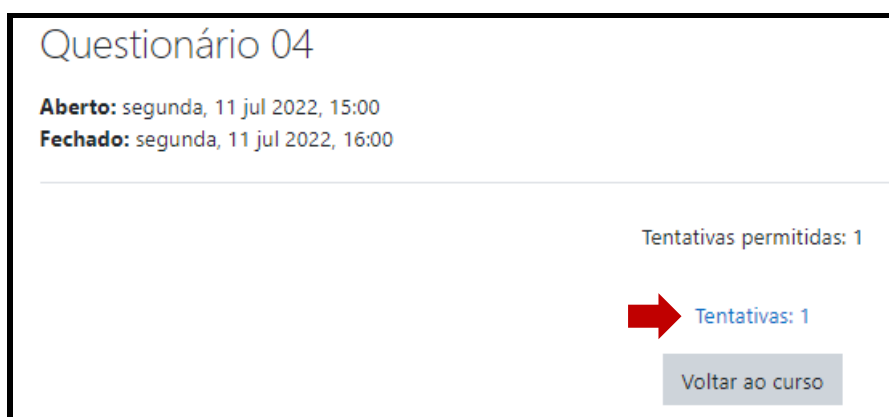 Questionário 04
Aberto: segunda, 11 jul 2022, 15:00
Fechado: segunda, 11 jul 2022, 16:00
Tentativas permitidas: 1
Tentativas: 1
Voltar ao curso